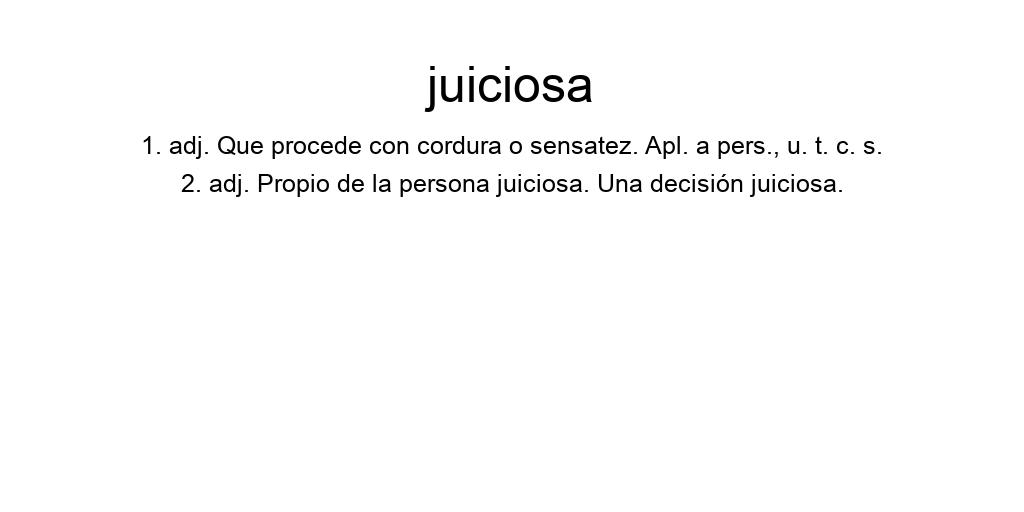 juiciosa
1. adj. Que procede con cordura o sensatez. Apl. a pers., u. t. c. s.
2. adj. Propio de la persona juiciosa. Una decisión juiciosa.